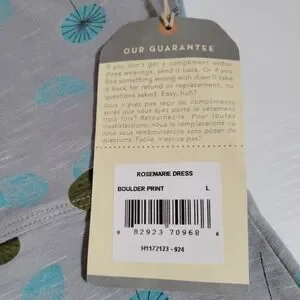 OUR GUARANTEE
If you don't get a compliment within
three wearings, send it back. Or if you
find something wrong with it we'll take
it back for refund or replacement, no
questions asked. Easy, huh?
Vous n'avez pas reçu de compliments
après que vous ayez porté le vêtement
trois fois? Retournez-le. Pour toutes
insatisfactions, nous le remplacerons ou
nous vous rembourserons sans poser de
questions. Facile, n'est-ce pas?
ROSEMARIE DRESS
BOULDER PRINT L
8 82923 70968 6
H1172123 - 924